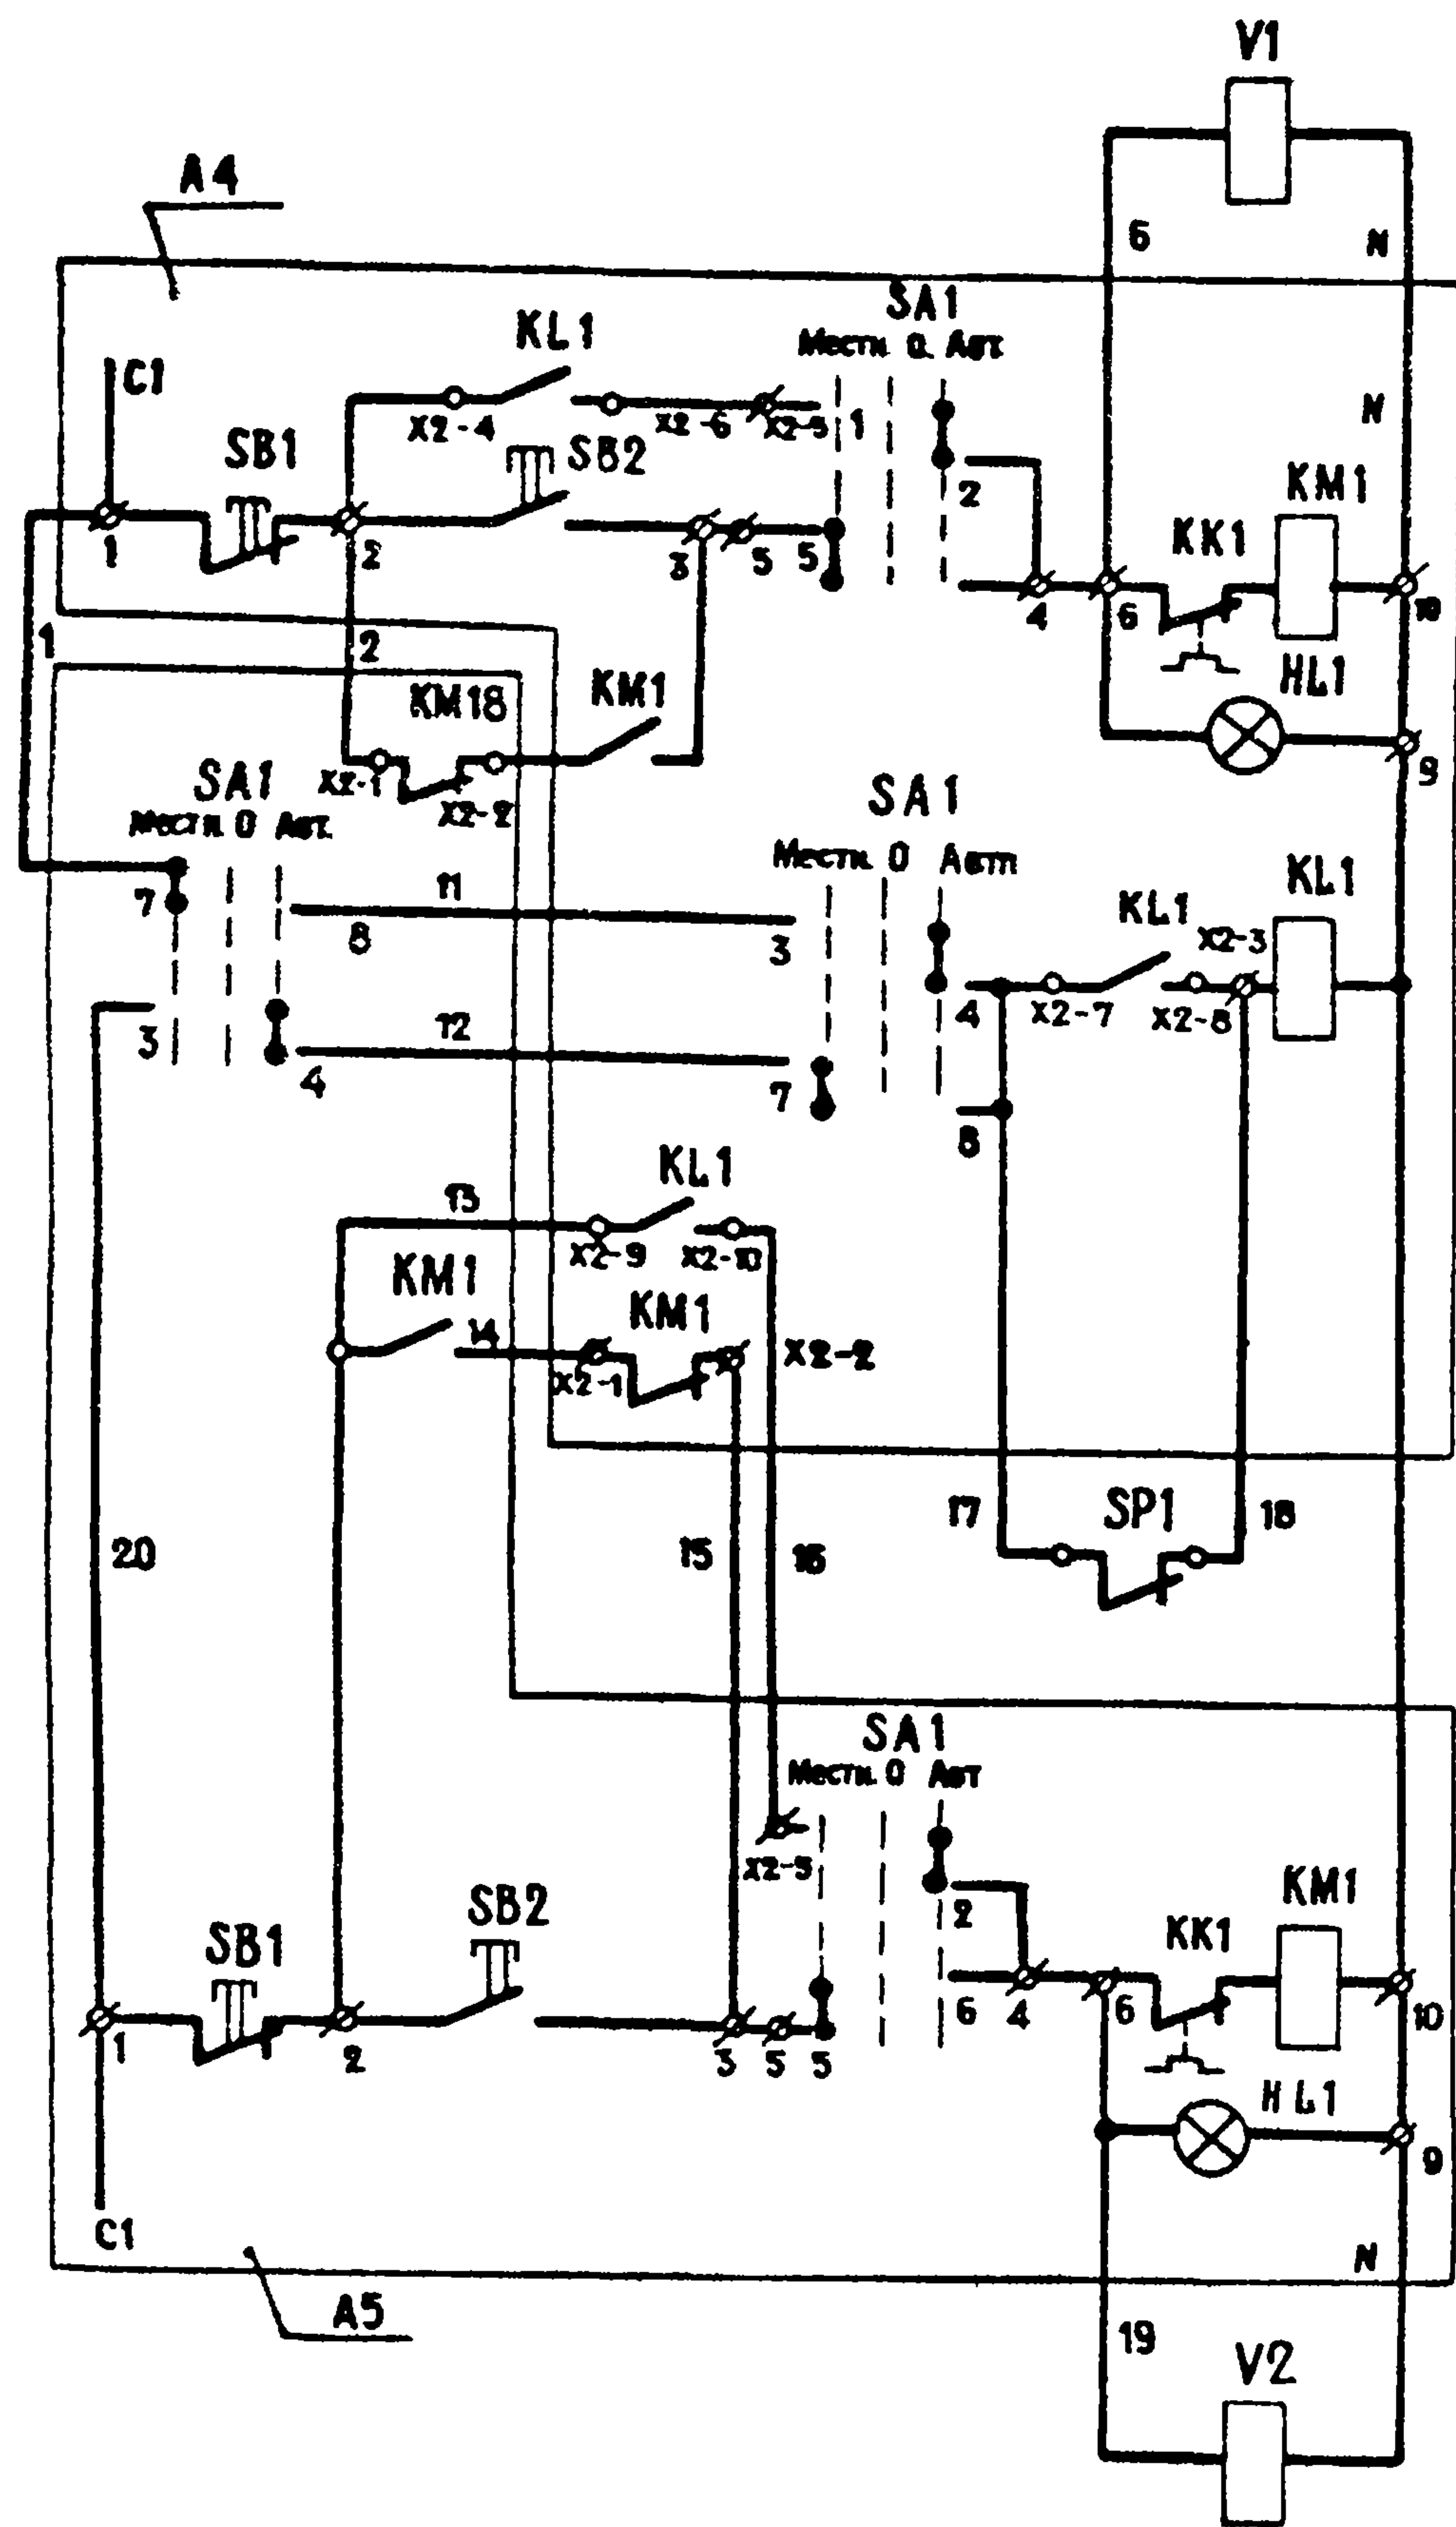 V1
A4
6 N
SA1
Местн. 0. Авт.
KL1
C1
X2-4 X2-6 X2-5 1
N
SB1 SB2
2
KM1
KK1
1 2 3 5 5
4 6 10
1 2
HL1
KM18 KM1
X2-1 X2-2
9
SA1
Местн. 0 Авт.
SA1
Местн. 0 Авт
KL1 KL1
7 11
8 3
X2-3
4 X2-7 X2-8
3 12
4 7
8
13 KL1
X2-9 X2-10
KM1 KM1
14 X2-2
X2-1
17 SP1 18
20 15 16
SA1
Местн. 0 Авт
X2-5
2
SB1 SB2
KK1 KM1
1 2 3 5 5
6 4 6 10
HL1
9
C1
N
A5
19
V2